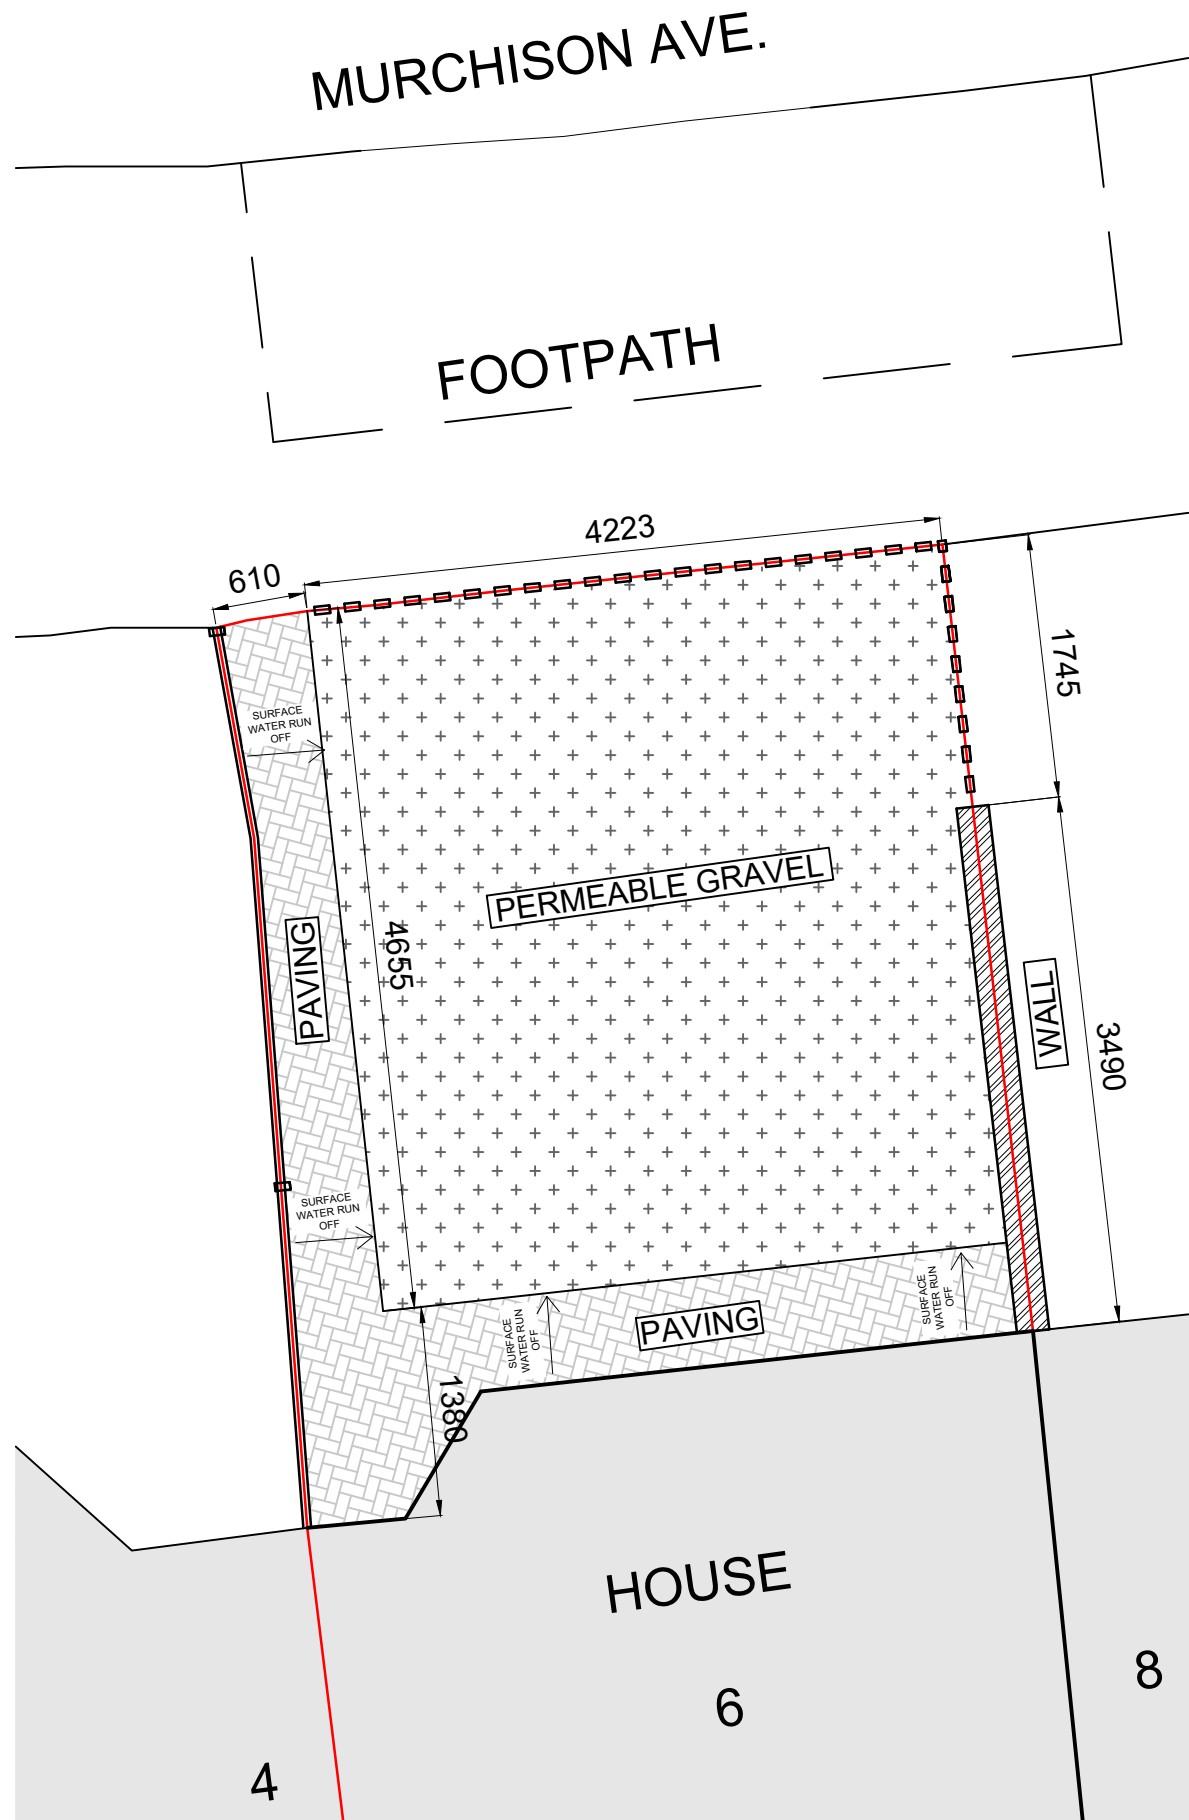 MURCHISON AVE.
FOOTPATH
4223
610
1745
SURFACE
WATER RUN
OFF
PERMEABLE GRAVEL
PAVING
4655
WALL
3490
SURFACE
WATER RUN
OFF
SURFACE
WATER RUN
OFF
PAVING
SURFACE
WATER RUN
OFF
1380
HOUSE
6
8
4